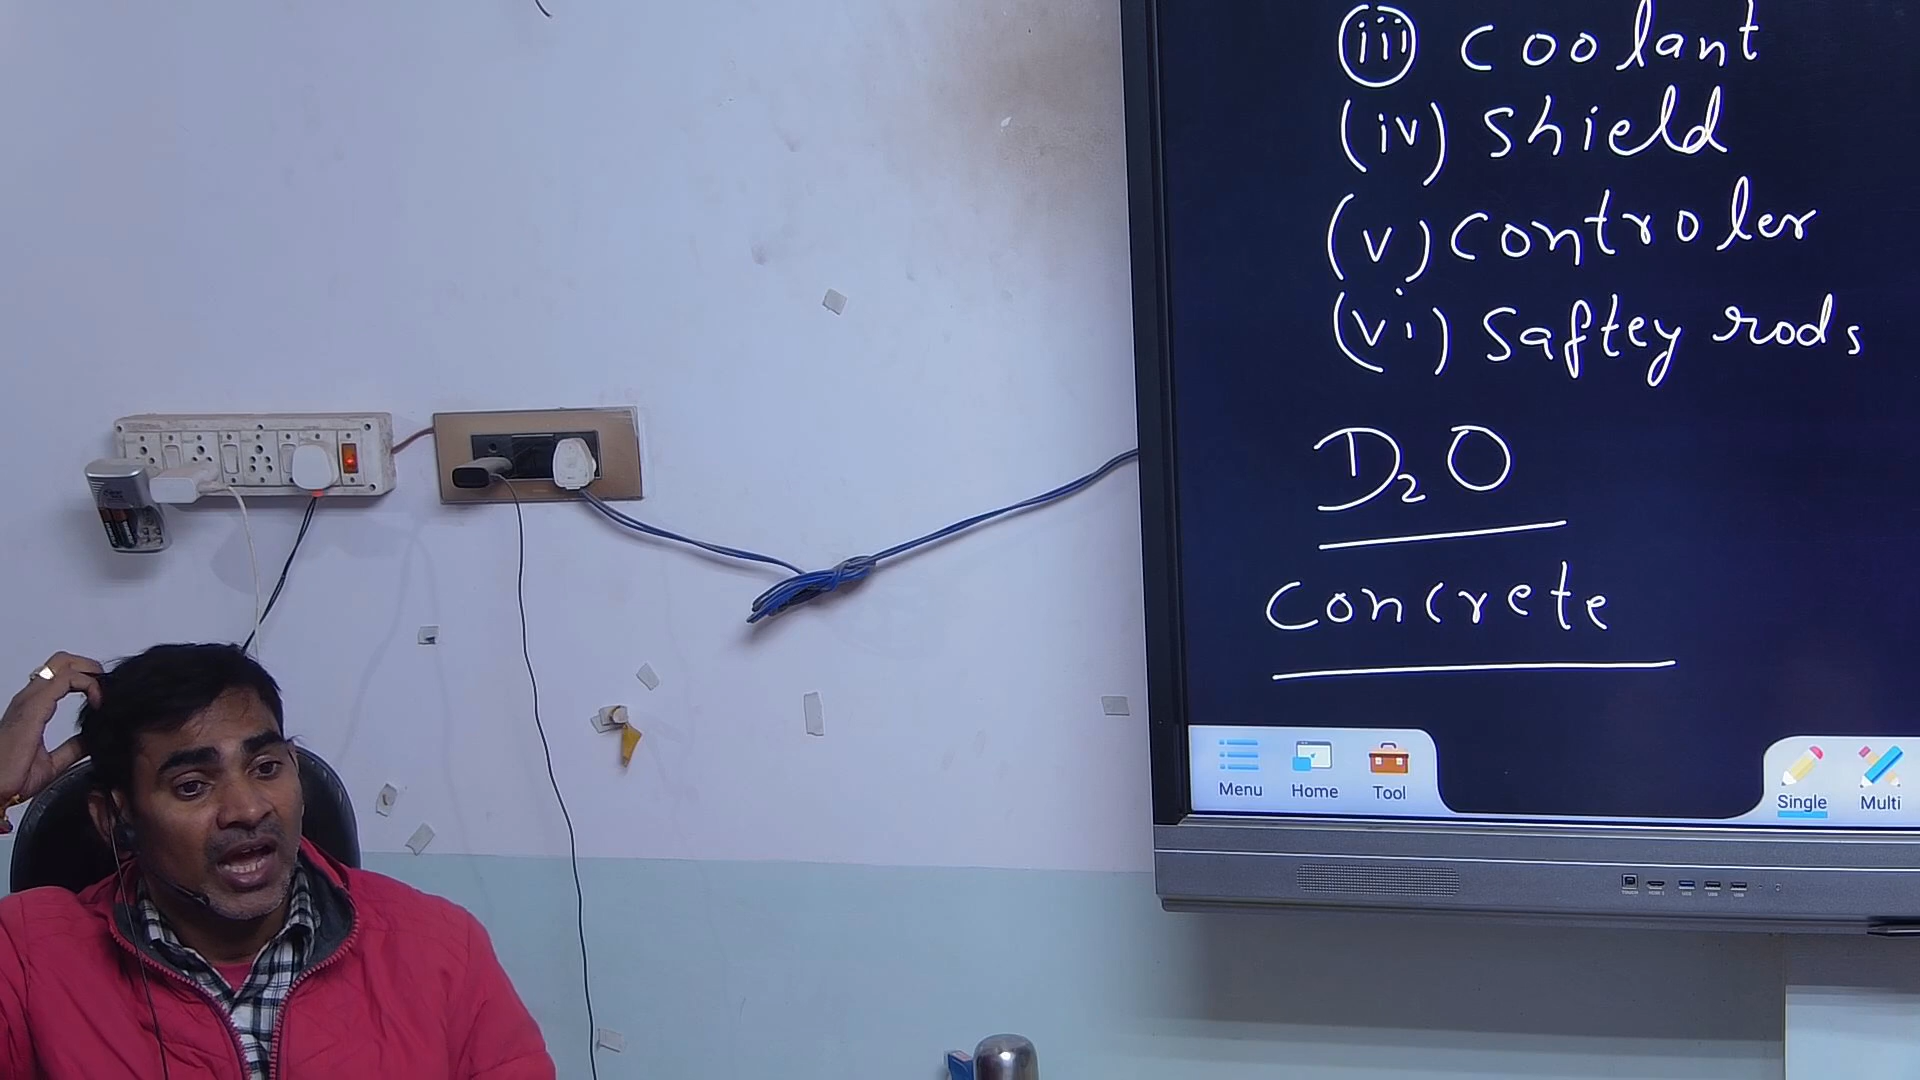 (iii) Coolant
(iv) Shield
(v) Controler
(vi) Saftey rods
D₂O
Concrete
Menu Home Tool Single Multi